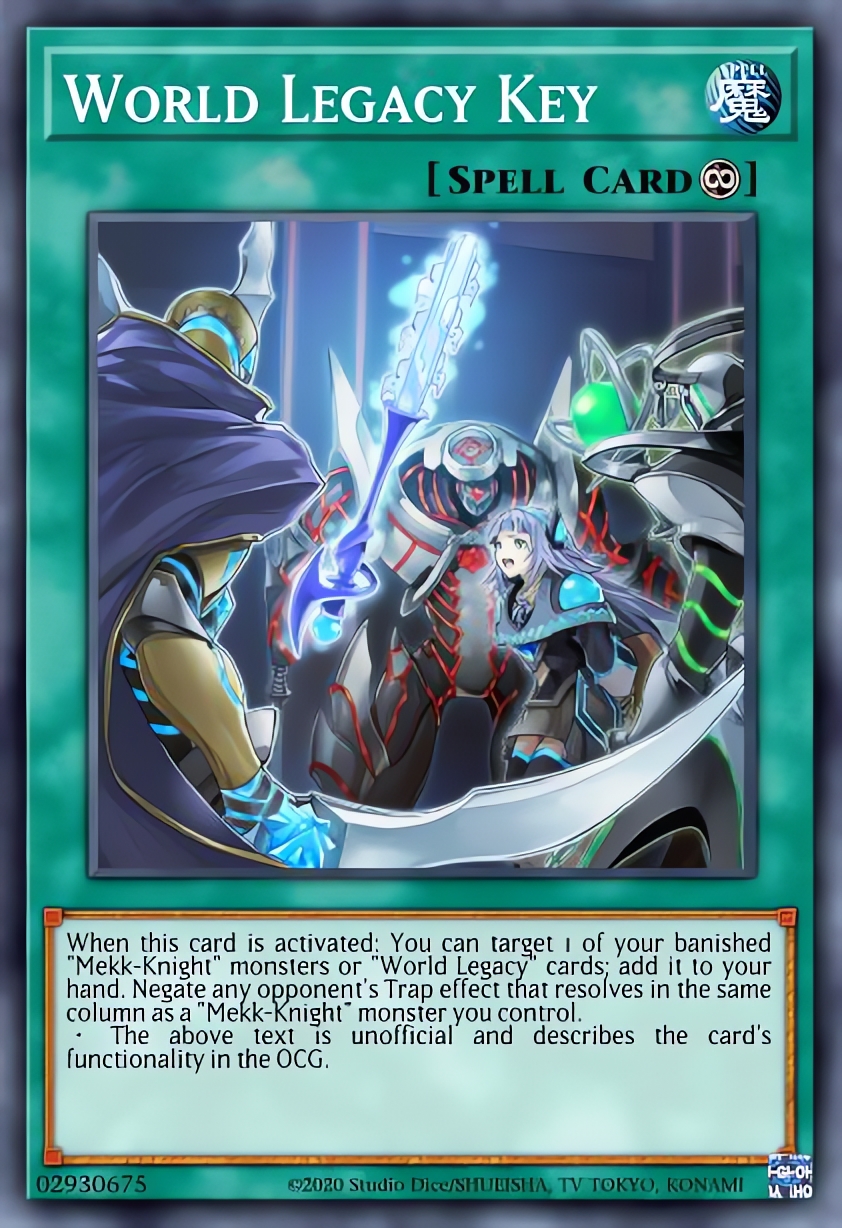 World Legacy Key
魔
[Spell Card]
When this card is activated: You can target 1 of your banished
"Mekk-Knight" monsters or "World Legacy" cards; add it to your
hand. Negate any opponent's Trap effect that resolves in the same
column as a "Mekk-Knight" monster you control.
· The above text is unofficial and describes the card's
functionality in the OCG.
02930675
©2020 Studio Dice/SHUEISHA, TV TOKYO, KONAMI